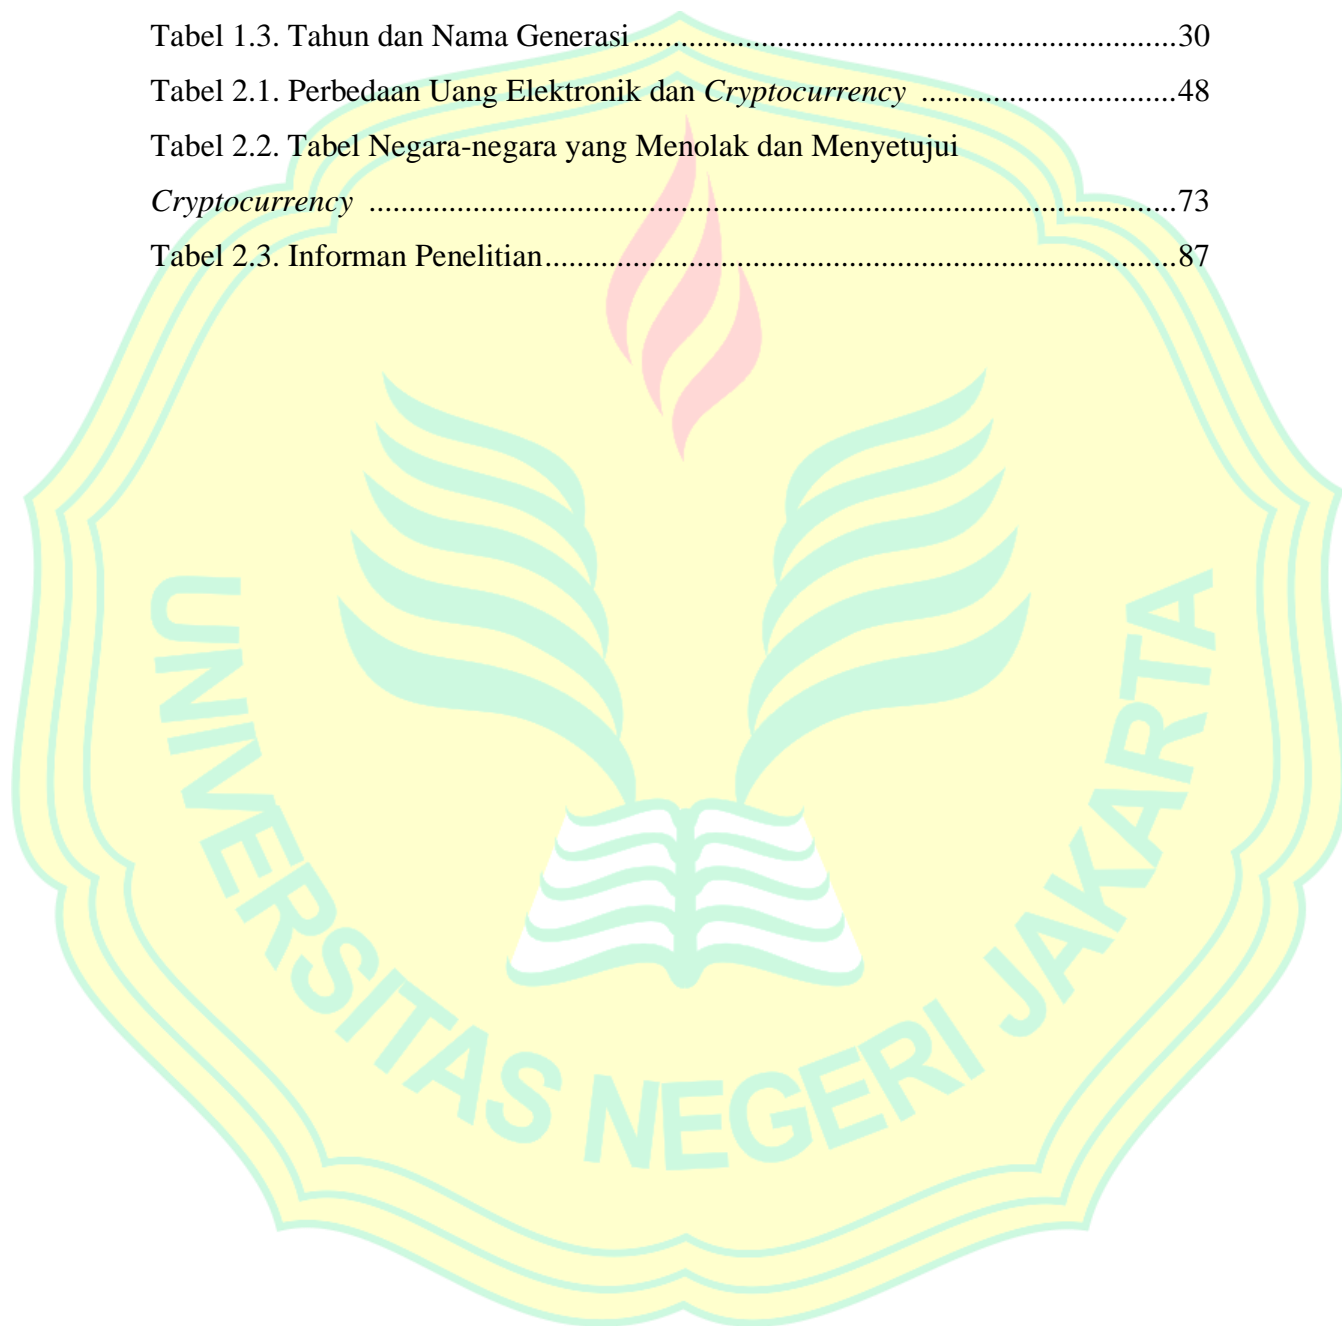 Tabel 1.3. Tahun dan Nama Generasi.....................................................................30
Tabel 2.1. Perbedaan Uang Elektronik dan Cryptocurrency ................................48
Tabel 2.2. Tabel Negara-negara yang Menolak dan Menyetujui
Cryptocurrency ......................................................................................................73
Tabel 2.3. Informan Penelitian................................................................................87
UNIVERSITAS NEGERI JAKARTA